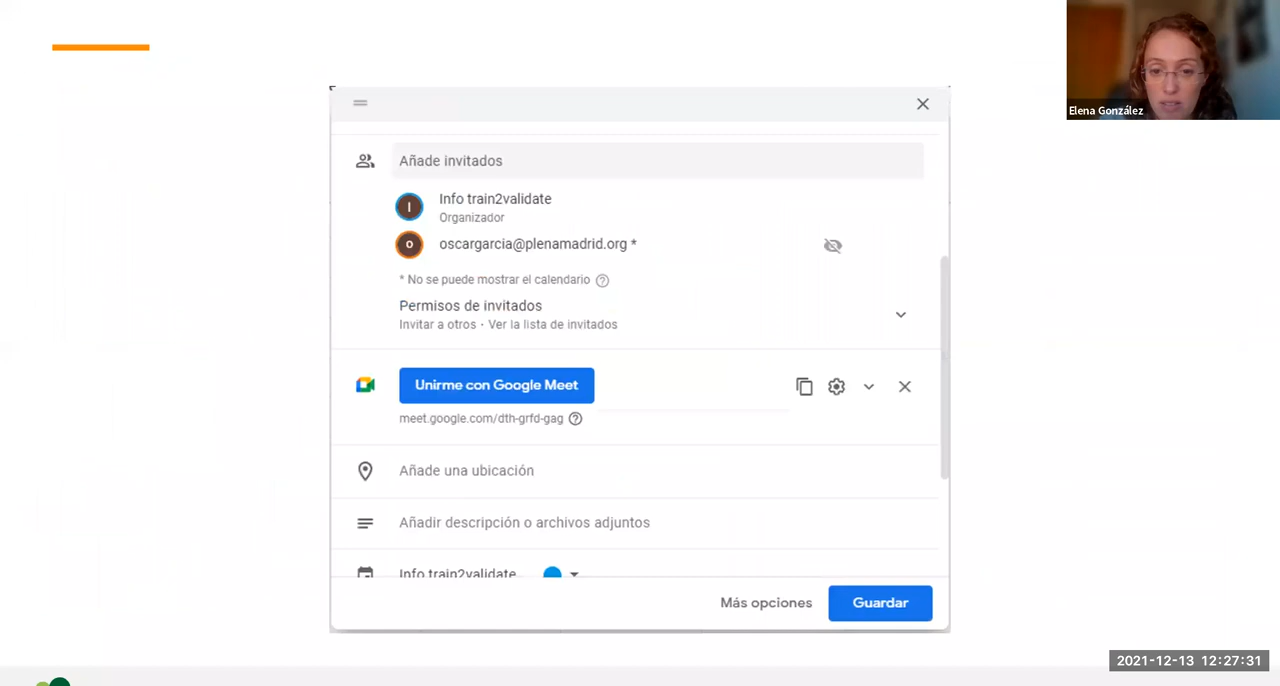 Elena González
Añade invitados
I
Info train2validate
Organizador
O
oscargarcia@plenamadrid.org *
* No se puede mostrar el calendario
Permisos de invitados
Invitar a otros · Ver la lista de invitados
Unirme con Google Meet
meet.google.com/dth-grfd-gag
Añade una ubicación
Añadir descripción o archivos adjuntos
Info train2validate
Más opciones
Guardar
2021-12-13 12:27:31